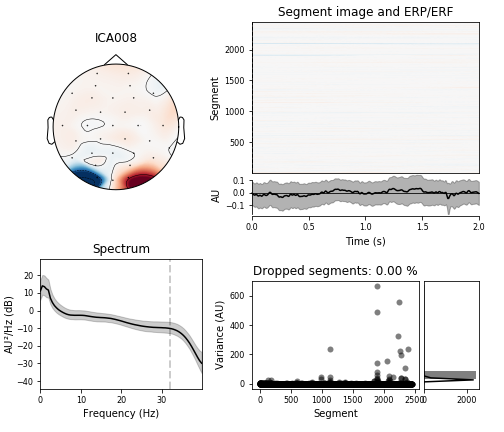 ICA008
Segment image and ERP/ERF
Segment
2000
1500
1000
500
AU
0.1
0.0
−0.1
0.0 0.5 1.0 1.5 2.0
Time (s)
Spectrum
AU²/Hz (dB)
20
10
0
−10
−20
−30
−40
0 10 20 30
Frequency (Hz)
Dropped segments: 0.00 %
Variance (AU)
600
400
200
0
0 500 1000 1500 2000 2500
Segment
0 2000